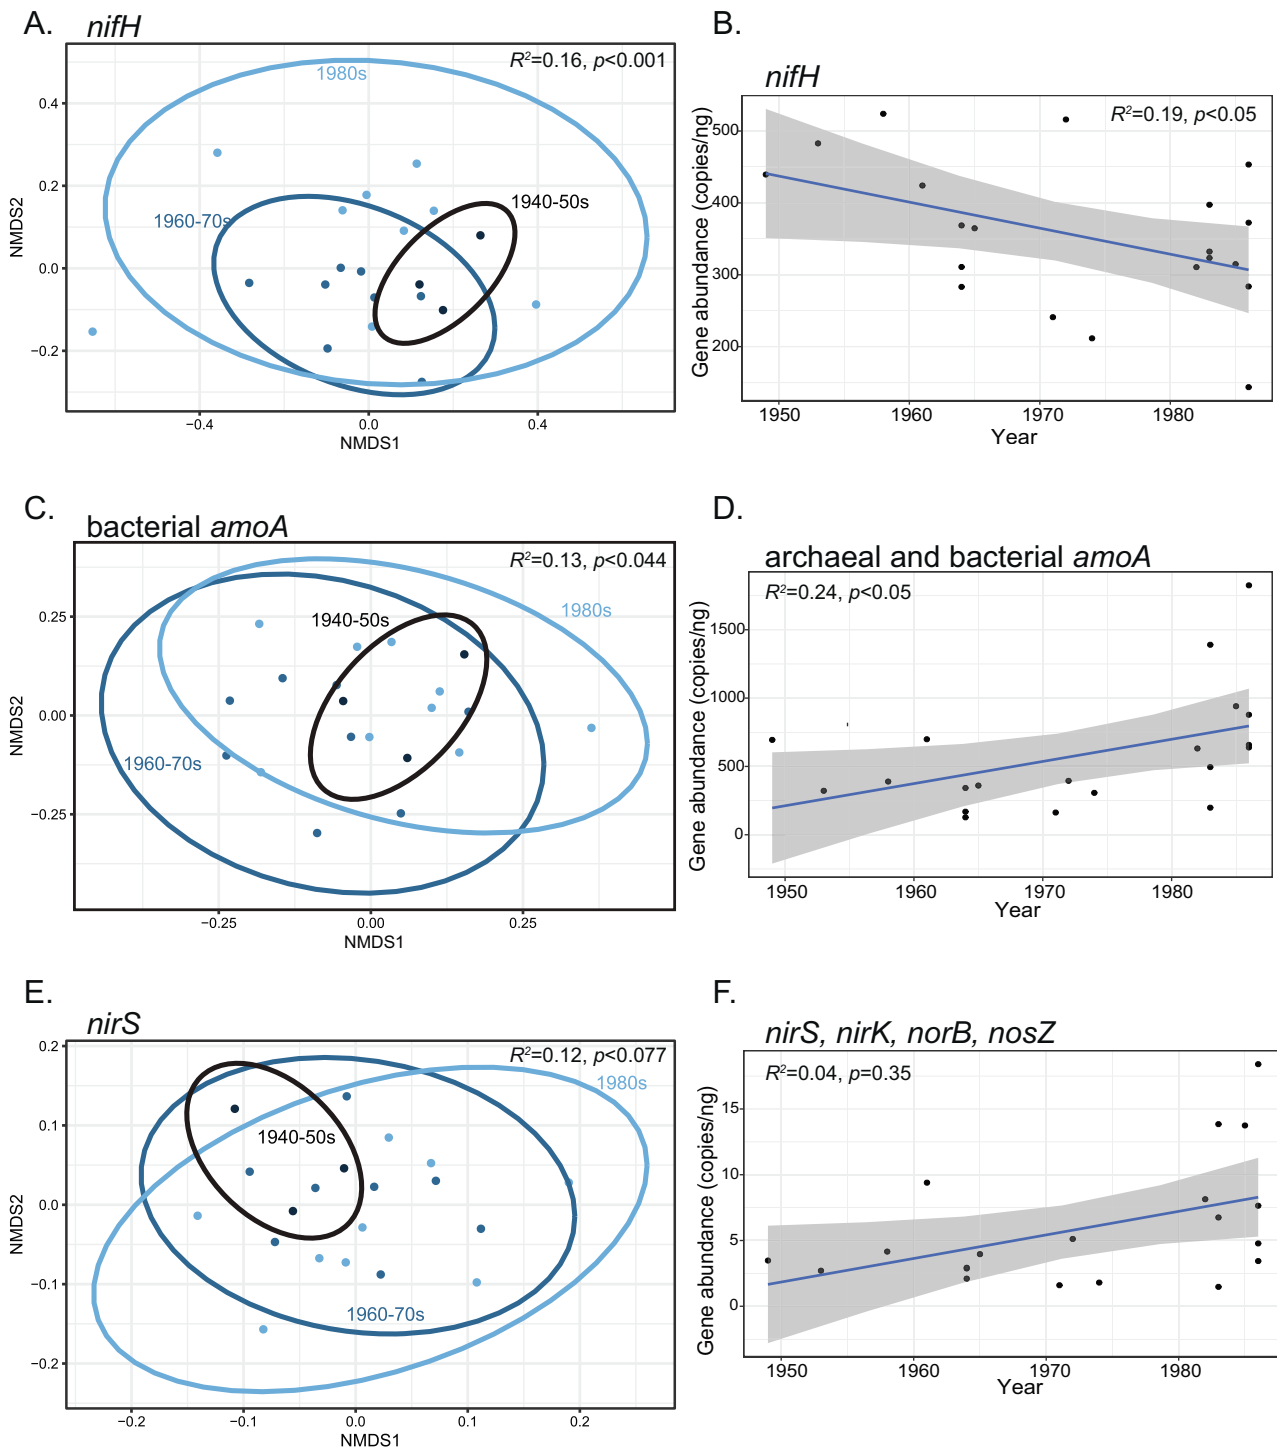 A.
nifH
R²=0.16, p<0.001
1980s
1940-50s
1960-70s
0.4
0.2
0.0
−0.2
NMDS2
−0.4
0.0
0.4
NMDS1
B.
nifH
R²=0.19, p<0.05
500
400
300
200
Gene abundance (copies/ng)
1950
1960
1970
1980
Year
C.
bacterial amoA
R²=0.13, p<0.044
1980s
1940-50s
1960-70s
0.25
0.00
−0.25
NMDS2
−0.25
0.00
0.25
NMDS1
D.
archaeal and bacterial amoA
R²=0.24, p<0.05
1500
1000
500
0
Gene abundance (copies/ng)
1950
1960
1970
1980
Year
E.
nirS
R²=0.12, p<0.077
1980s
1940-50s
1960-70s
0.2
0.1
0.0
−0.1
−0.2
NMDS2
−0.2
−0.1
0.0
0.1
0.2
NMDS1
F.
nirS, nirK, norB, nosZ
R²=0.04, p=0.35
15
10
5
0
Gene abundance (copies/ng)
1950
1960
1970
1980
Year